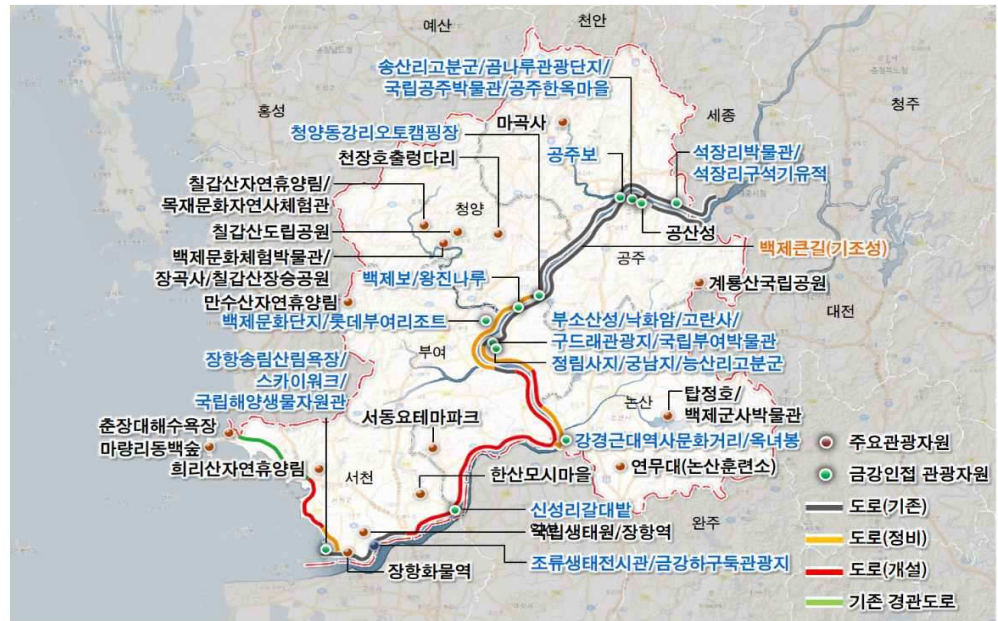 예산
천안
송산리고분군/곰나루관광단지/
국립공주박물관/공주한옥마을
세종
청주
홍성
마곡사
청양동강리오토캠핑장
공주보
석장리박물관/
석장리구석기유적
천장호출렁다리
칠갑산자연휴양림/
목재문화자연사체험관
청양
칠갑산도립공원
공산성
백제문화체험박물관/
장곡사/칠갑산장승공원
백제큰길(기조성)
공주
백제보/왕진나루
계룡산국립공원
만수산자연휴양림
대전
백제문화단지/롯데부여리조트
부소산성/낙화암/고란사/
구드래관광지/국립부여박물관
정림사지/궁남지/능산리고분군
부여
장항송림산림욕장/
스카이워크/
국립해양생물자원관
논산
탑정호/
백제군사박물관
서동요테마파크
춘장대해수욕장
강경근대역사문화거리/옥녀봉
마량리동백숲
희리산자연휴양림
서천
한산모시마을
연무대(논산훈련소)
신성리갈대밭
국립생태원/장항역
완주
조류생태전시관/금강하구둑관광지
장항화물역
주요관광자원
금강인접 관광자원
도로(기존)
도로(정비)
도로(개설)
기존 경관도로